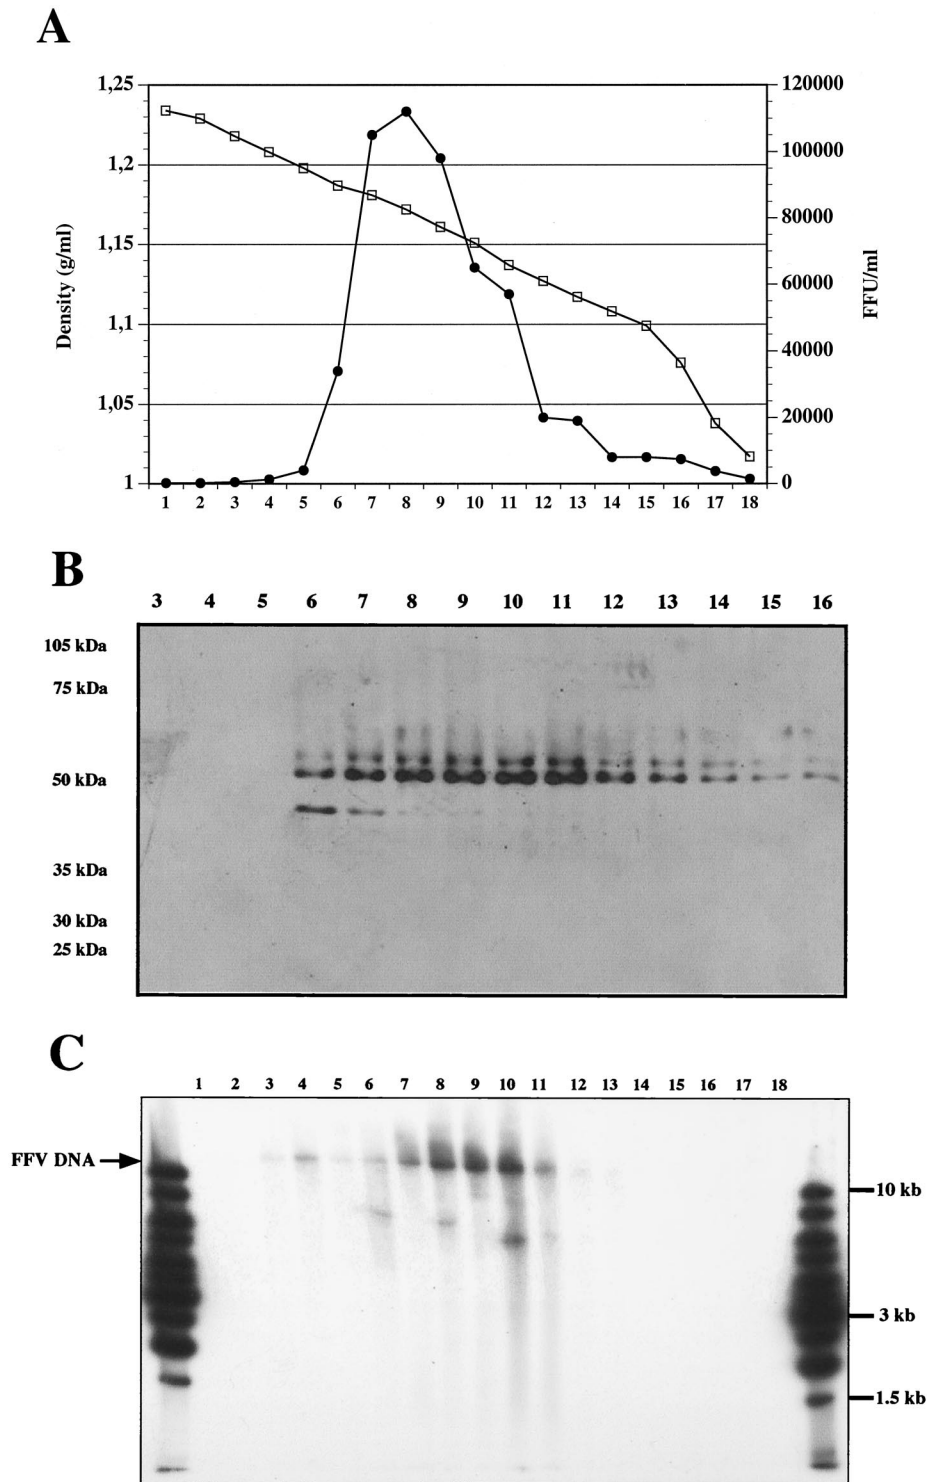 A
1,25
1,2
1,15
1,1
1,05
1
Density (g/ml)
120000
100000
80000
60000
40000
20000
0
FFU/ml
1 2 3 4 5 6 7 8 9 10 11 12 13 14 15 16 17 18
B
3 4 5 6 7 8 9 10 11 12 13 14 15 16
105 kDa
75 kDa
50 kDa
35 kDa
30 kDa
25 kDa
C
1 2 3 4 5 6 7 8 9 10 11 12 13 14 15 16 17 18
FFV DNA
10 kb
3 kb
1.5 kb